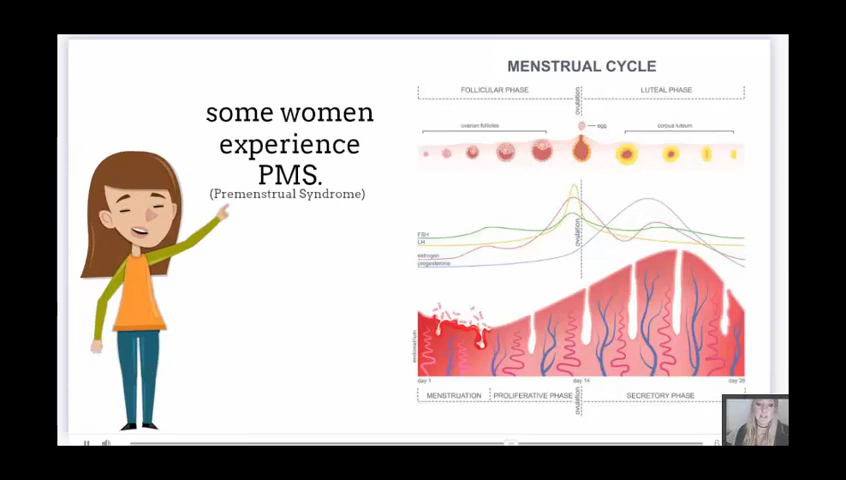 some women
experience
PMS.
(Premenstrual Syndrome)
MENSTRUAL CYCLE
FOLLICULAR PHASE
ovulation
LUTEAL PHASE
ovarian follicles
egg
corpus luteum
FSH
LH
estrogen
progesterone
ovulation
endometrium
day 1
day 14
day 28
MENSTRUATION
PROLIFERATIVE PHASE
ovulation
SECRETORY PHASE